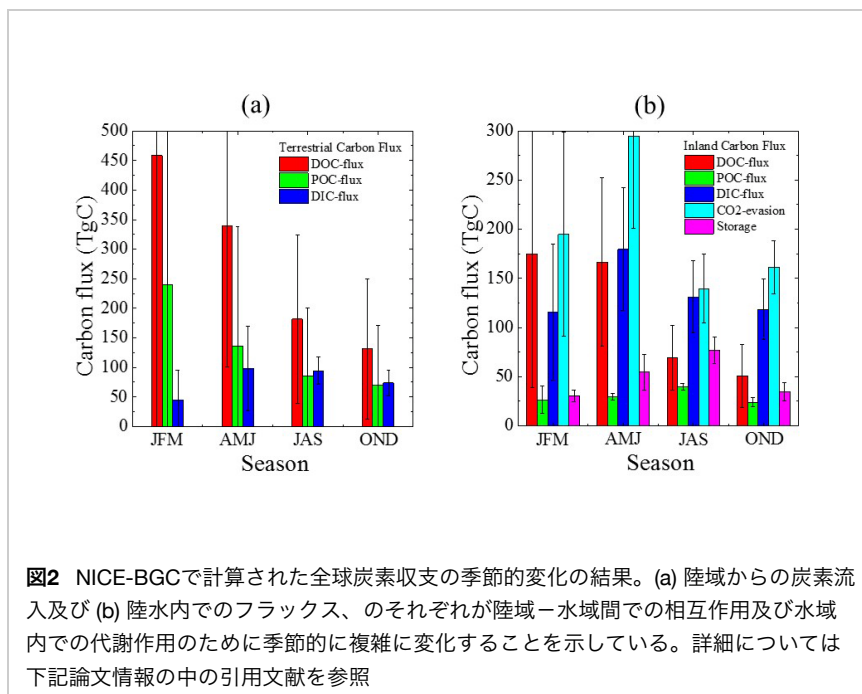 (a)
Terrestrial Carbon Flux
DOC-flux
POC-flux
DIC-flux
500
450
400
350
300
250
200
150
100
50
0
Carbon flux (TgC)
JFM AMJ JAS OND
Season
(b)
Inland Carbon Flux
DOC-flux
POC-flux
DIC-flux
CO2-evasion
Storage
300
250
200
150
100
50
0
Carbon flux (TgC)
JFM AMJ JAS OND
Season
図2 NICE-BGCで計算された全球炭素収支の季節的変化の結果。(a) 陸域からの炭素流
入及び (b) 陸水内でのフラックス、のそれぞれが陸域－水域間での相互作用及び水域
内での代謝作用のために季節的に複雑に変化することを示している。詳細については
下記論文情報の中の引用文献を参照